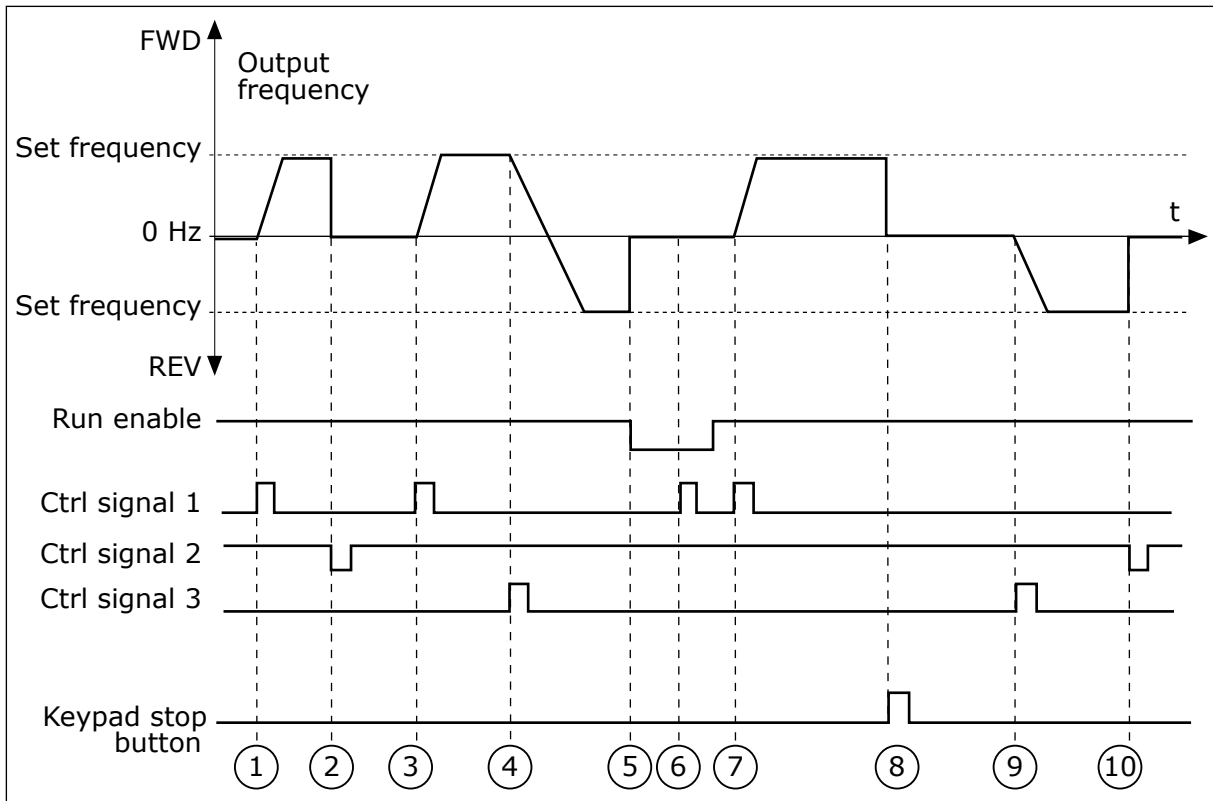 FWD
Output
frequency
Set frequency
0 Hz
t
Set frequency
REV
Run enable
Ctrl signal 1
Ctrl signal 2
Ctrl signal 3
Keypad stop
button
1 2 3 4 5 6 7 8 9 10